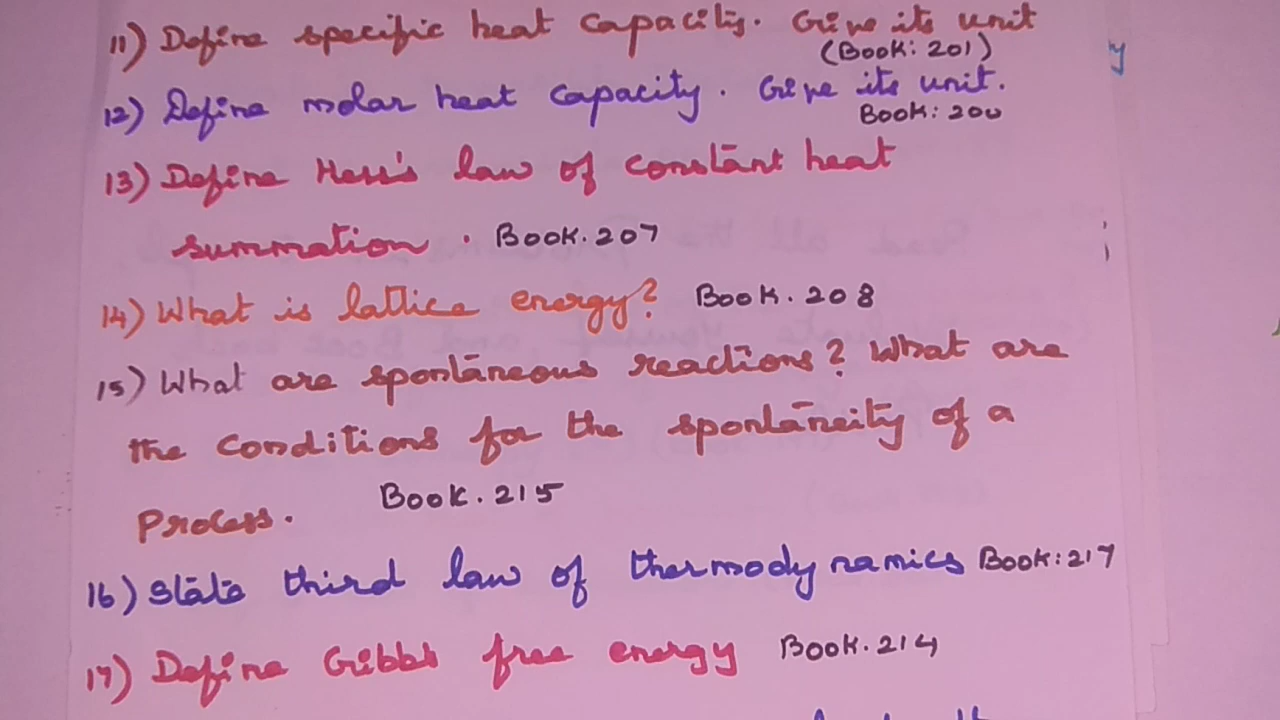 11) Define specific heat capacity. Give its unit
(Book: 201)
12) Define molar heat capacity. Give its unit.
Book: 200
13) Define Hess's law of constant heat
summation. Book. 207
14) What is lattice energy? Book. 208
15) What are spontaneous reactions? What are
the conditions for the spontaneity of a
Process. Book. 215
16) State third law of thermodynamics Book: 217
17) Define Gibbs free energy Book. 214